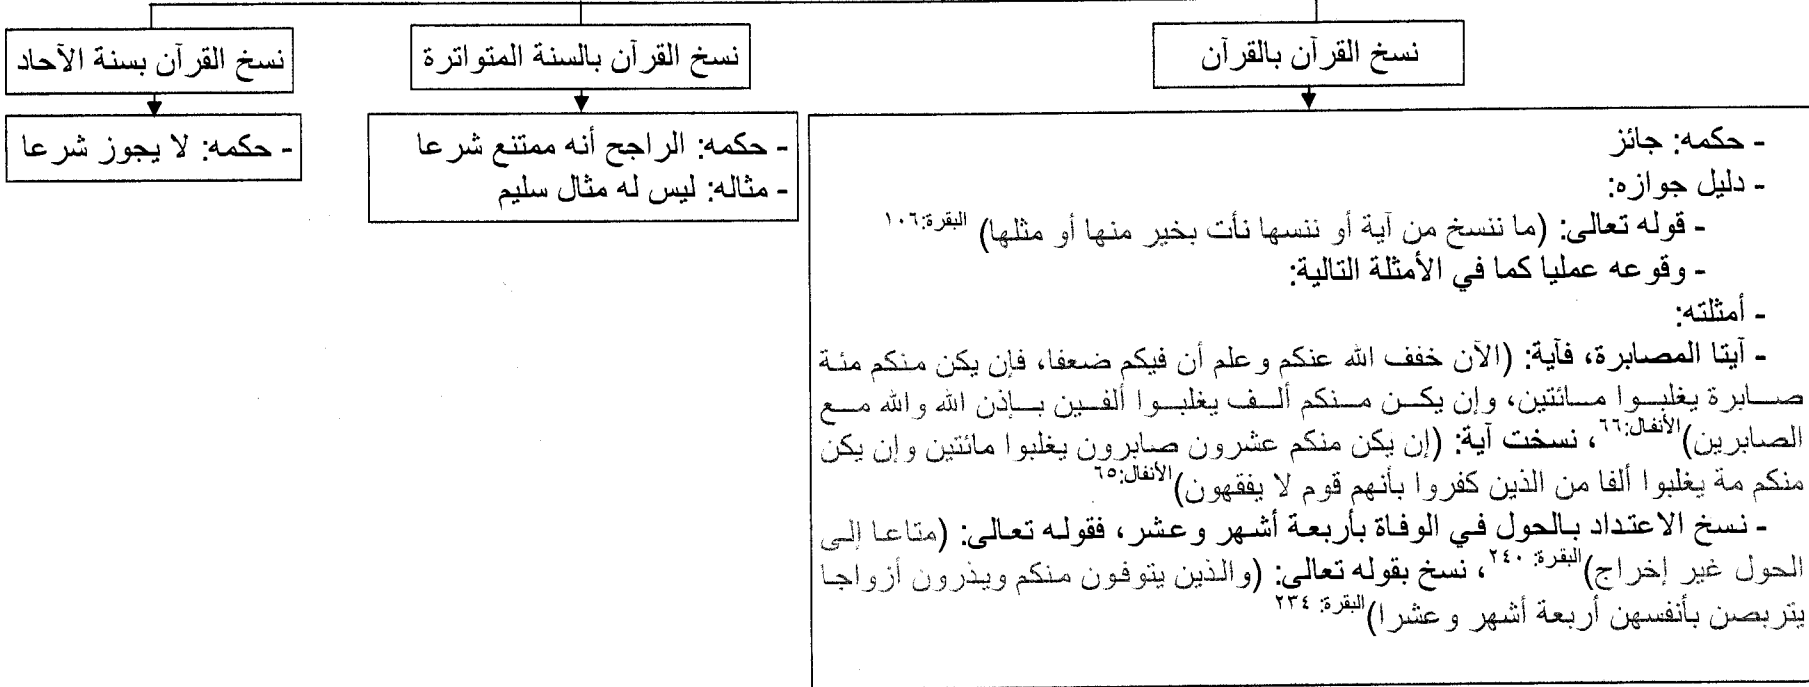 نسخ القرآن بالقرآن
- حكمه: جائز
- دليل جوازه:
- قوله تعالى: (ما ننسخ من آية أو ننسها نأت بخير منها أو مثلها) البقرة:١٠٦
- وقوعه عمليا كما في الأمثلة التالية:
- أمثلته:
- آيتا المصابرة، فآية: (الآن خفف الله عنكم وعلم أن فيكم ضعفا، فإن يكن منكم مئة
صابرة يغلبوا مائتين، وإن يكن منكم ألف يغلبوا ألفين بإذن الله والله مع
الصابرين)الأنفال:٦٦، نسخت آية: (إن يكن منكم عشرون صابرون يغلبوا مائتين وإن يكن
منكم مة يغلبوا ألفا من الذين كفروا بأنهم قوم لا يفقهون)الأنفال:٦٥
- نسخ الاعتداد بالحول في الوفاة بأربعة أشهر وعشر، فقوله تعالى: (متاعا إلى
الحول غير إخراج)البقرة: ٢٤٠، نسخ بقوله تعالى: (والذين يتوفون منكم ويذرون أزواجا
يتربصن بأنفسهن أربعة أشهر وعشرا)البقرة: ٢٣٤
نسخ القرآن بالسنة المتواترة
- حكمه: الراجح أنه ممتنع شرعا
- مثاله: ليس له مثال سليم
نسخ القرآن بسنة الآحاد
- حكمه: لا يجوز شرعا